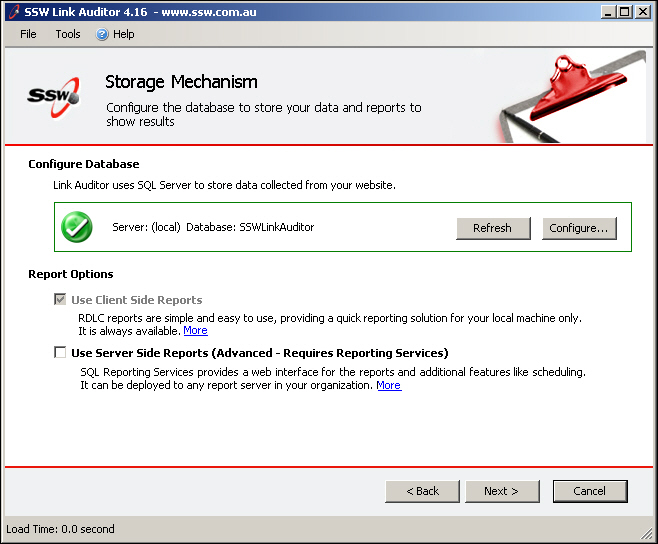 SSW Link Auditor 4.16 - www.ssw.com.au
File Tools Help
SSW
Storage Mechanism
Configure the database to store your data and reports to
show results
Configure Database
Link Auditor uses SQL Server to store data collected from your website.
Server: (local) Database: SSWLinkAuditor
Refresh
Configure...
Report Options
Use Client Side Reports
RDLC reports are simple and easy to use, providing a quick reporting solution for your local machine only.
It is always available. More
Use Server Side Reports (Advanced - Requires Reporting Services)
SQL Reporting Services provides a web interface for the reports and additional features like scheduling.
It can be deployed to any report server in your organization. More
< Back
Next >
Cancel
Load Time: 0.0 second